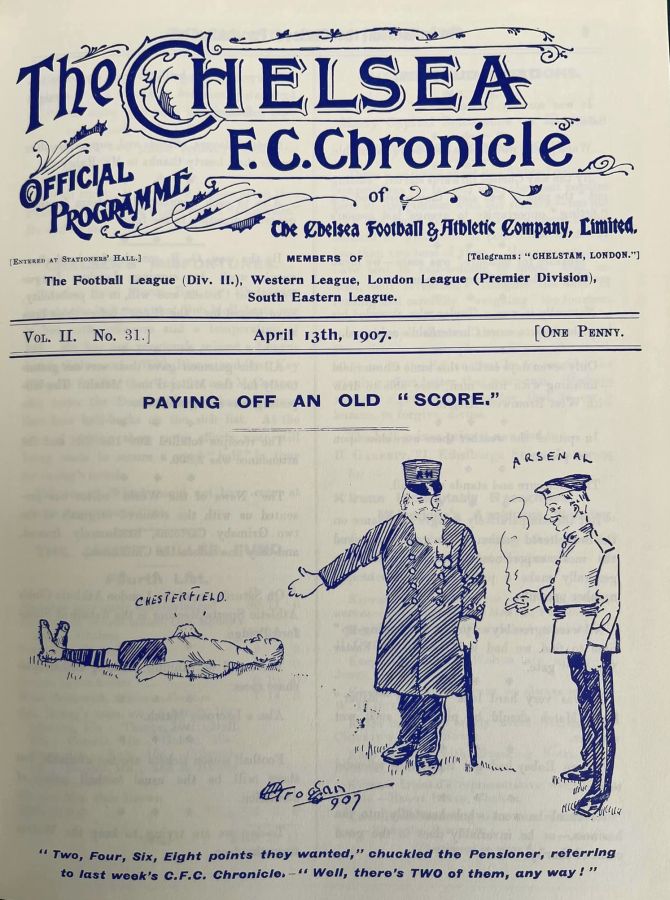 The Chelsea
F.C. Chronicle
Official
Programme
of
The Chelsea Football & Athletic Company, Limited.
[Entered at Stationers' Hall.]
MEMBERS OF
[Telegrams: "CHELSTAM, LONDON."]
The Football League (Div. II.), Western League, London League (Premier Division),
South Eastern League.
Vol. II. No. 31.]
April 13th, 1907.
[One Penny.
PAYING OFF AN OLD "SCORE."
ARSENAL
CHESTERFIELD.
907
"Two, Four, Six, Eight points they wanted," chuckled the Pensioner, referring
to last week's C.F.C. Chronicle.—"Well, there's TWO of them, any way!"